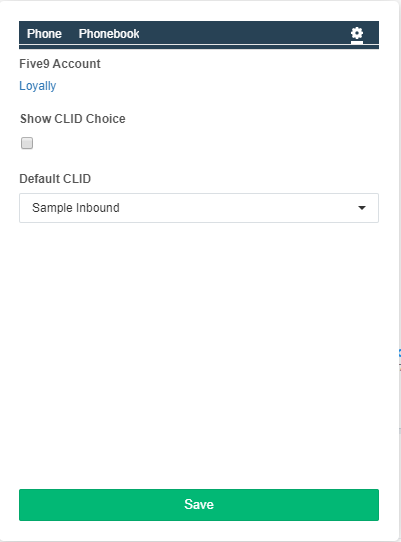 Phone Phonebook
Five9 Account
Loyally
Show CLID Choice
Default CLID
Sample Inbound
Save